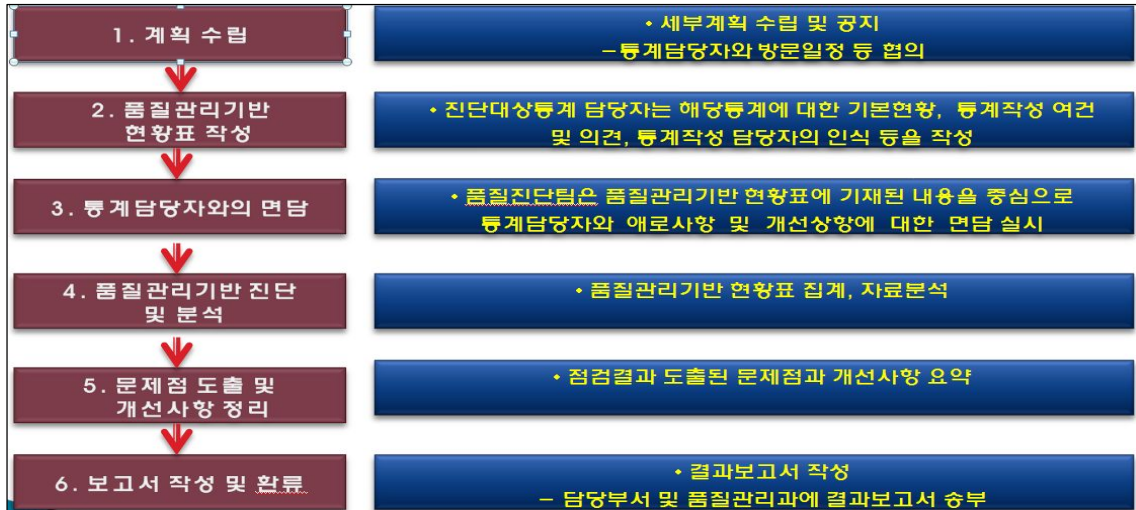 1. 계획 수립
• 세부계획 수립 및 공지
– 통계담당자와 방문일정 등 협의
2. 품질관리기반
현황표 작성
• 진단대상통계 담당자는 해당통계에 대한 기본현황, 통계작성 여건
및 의견, 통계작성 담당자의 인식 등을 작성
3. 통계담당자와의 면담
• 품질진단팀은 품질관리기반 현황표에 기재된 내용을 중심으로
통계담당자와 애로사항 및 개선상항에 대한 면담 실시
4. 품질관리기반 진단
및 분석
• 품질관리기반 현황표 집계, 자료분석
5. 문제점 도출 및
개선사항 정리
• 점검결과 도출된 문제점과 개선사항 요약
6. 보고서 작성 및 환류
• 결과보고서 작성
– 담당부서 및 품질관리과에 결과보고서 송부